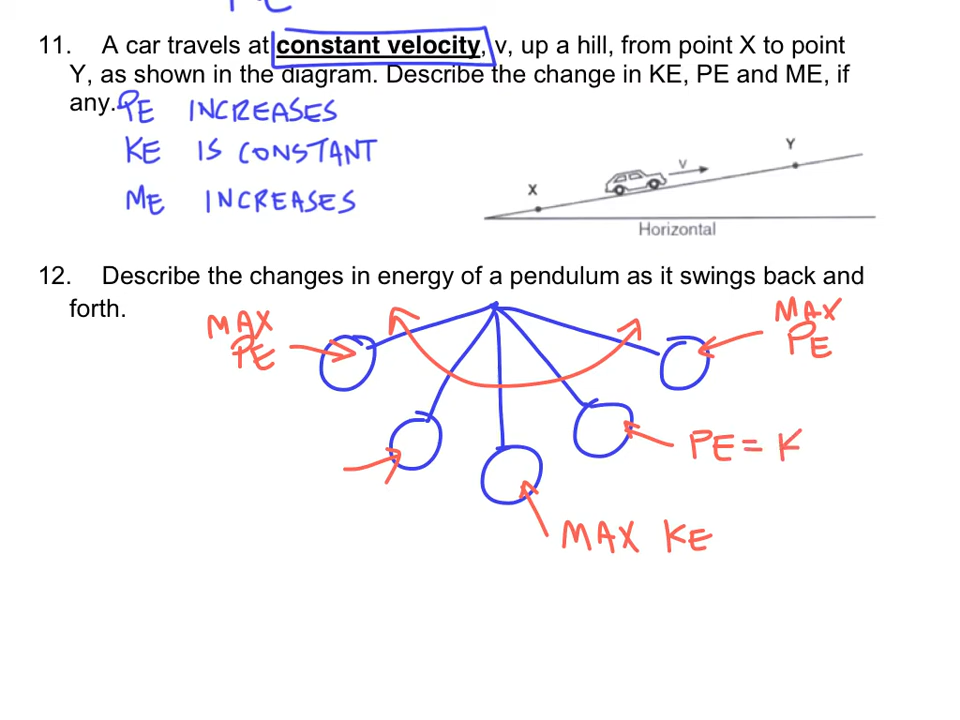 PE
11. A car travels at constant velocity, v, up a hill, from point X to point
Y, as shown in the diagram. Describe the change in KE, PE and ME, if
any.
PE INCREASES
KE IS CONSTANT
ME INCREASES
X
v
Y
Horizontal
12. Describe the changes in energy of a pendulum as it swings back and
forth.
MAX
PE
MAX
PE
PE = K
MAX KE